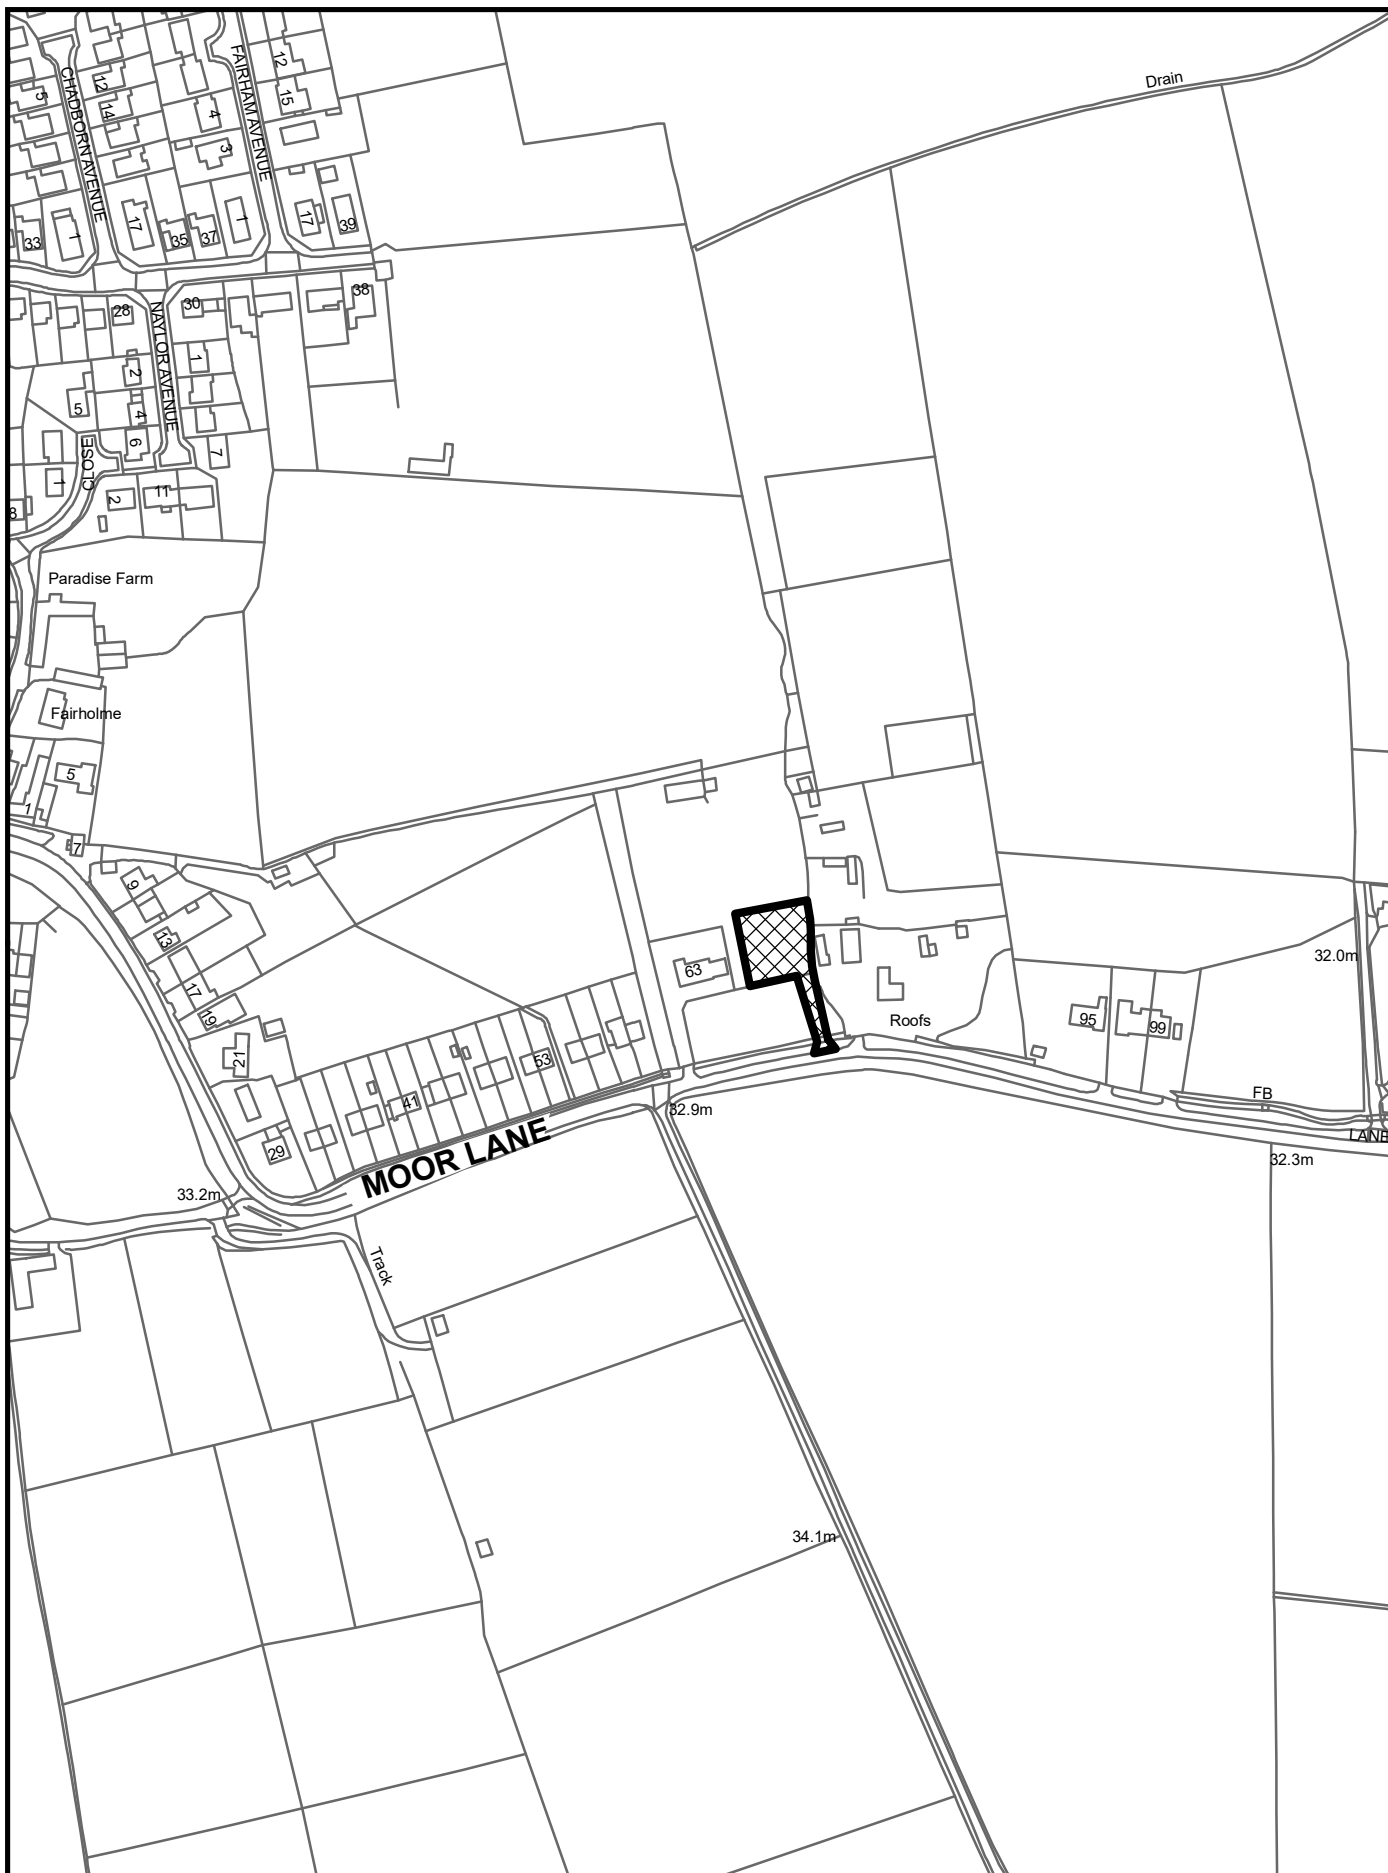 Drain
CHADBORN AVENUE
FAIRHAM AVENUE
12
5
12
15
14
4
3
33
1
17
35
37
1
17
39
28
30
38
NAYLOR AVENUE
1
2
5
4
6
7
CLOSE
1
2
11
8
Paradise Farm
Fairholme
5
1
7
9
13
17
19
63
32.0m
Roofs
95
99
21
53
41
29
MOOR LANE
32.9m
FB
LANE
32.3m
33.2m
Track
34.1m